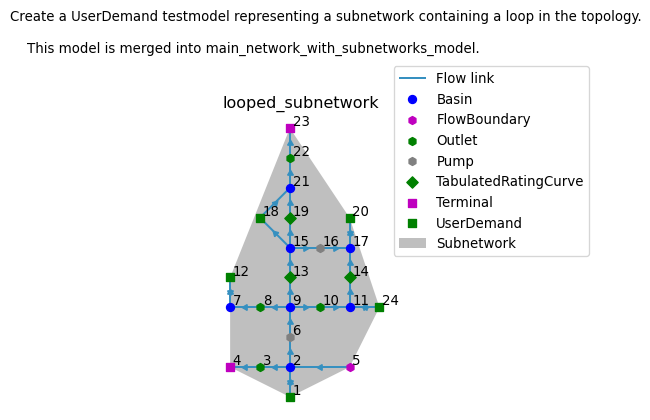 Create a UserDemand testmodel representing a subnetwork containing a loop in the topology.
This model is merged into main_network_with_subnetworks_model.
looped_subnetwork
Flow link
Basin
FlowBoundary
Outlet
Pump
TabulatedRatingCurve
Terminal
UserDemand
Subnetwork
23
22
21
18 19 20
15 16 17
12 13 14
7 8 9 10 11 24
6
4 3 2 5
1